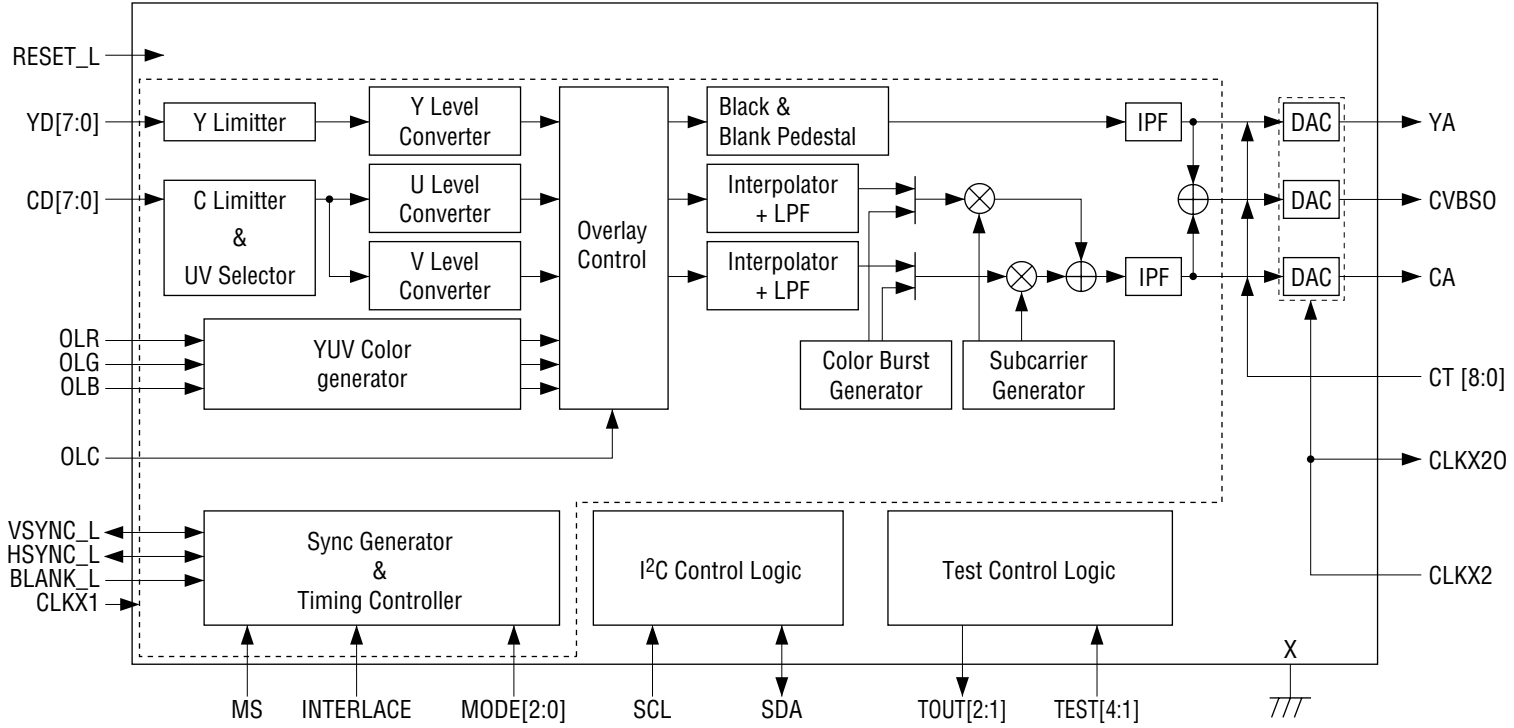 RESET_L
YD[7:0]
Y Limitter
Y Level
Converter
Black &
Blank Pedestal
IPF
DAC
YA
CD[7:0]
C Limitter
&
UV Selector
U Level
Converter
Overlay
Control
Interpolator
+ LPF
DAC
CVBSO
V Level
Converter
Interpolator
+ LPF
IPF
DAC
CA
OLR
OLG
OLB
YUV Color
generator
Color Burst
Generator
Subcarrier
Generator
CT [8:0]
OLC
CLKX2O
VSYNC_L
HSYNC_L
BLANK_L
CLKX1
Sync Generator
&
Timing Controller
I²C Control Logic
Test Control Logic
CLKX2
X
MS
INTERLACE
MODE[2:0]
SCL
SDA
TOUT[2:1]
TEST[4:1]